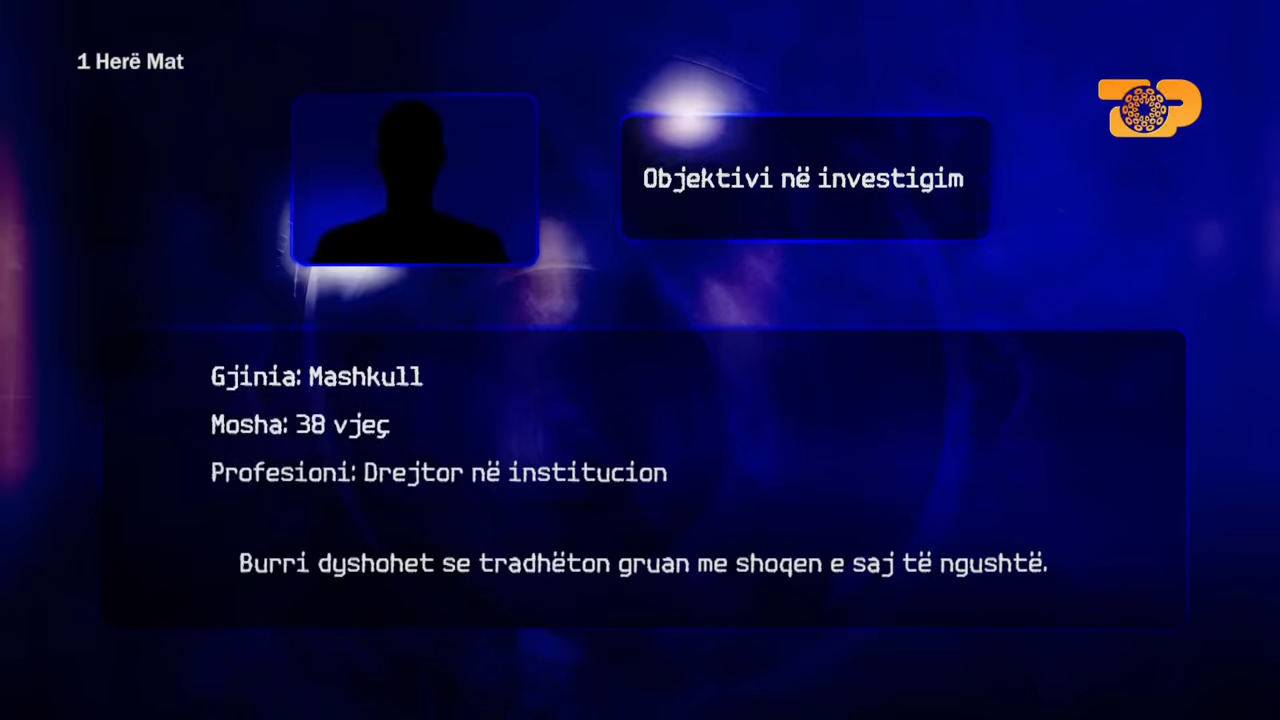 1 Herë Mat
Objektivi në investigim
Gjinia: Mashkull
Mosha: 38 vjeç
Profesioni: Drejtor në institucion
Burri dyshohet se tradhëton gruan me shoqen e saj të ngushtë.